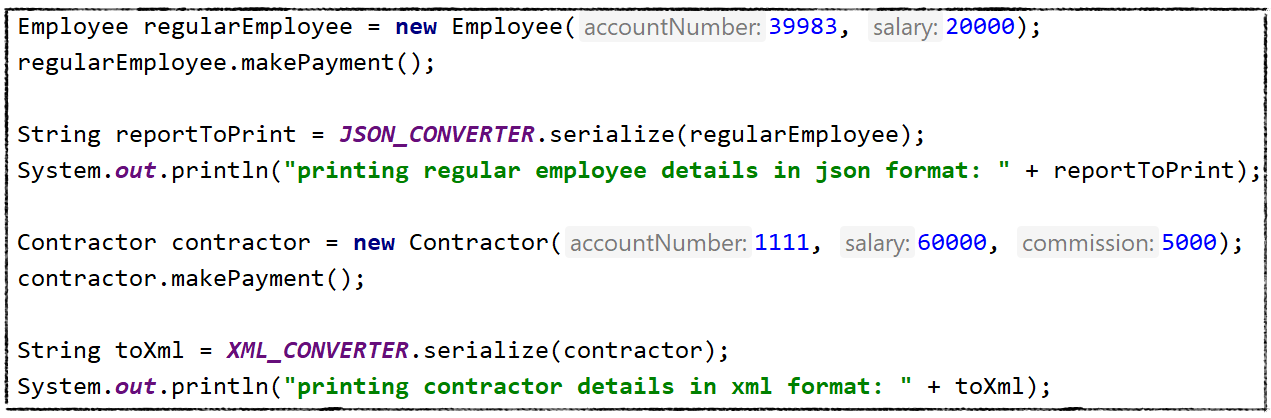 Employee regularEmployee = new Employee( accountNumber: 39983, salary: 20000);
regularEmployee.makePayment();
String reportToPrint = JSON_CONVERTER.serialize(regularEmployee);
System.out.println("printing regular employee details in json format: " + reportToPrint);
Contractor contractor = new Contractor( accountNumber: 1111, salary: 60000, commission: 5000);
contractor.makePayment();
String toXml = XML_CONVERTER.serialize(contractor);
System.out.println("printing contractor details in xml format: " + toXml);